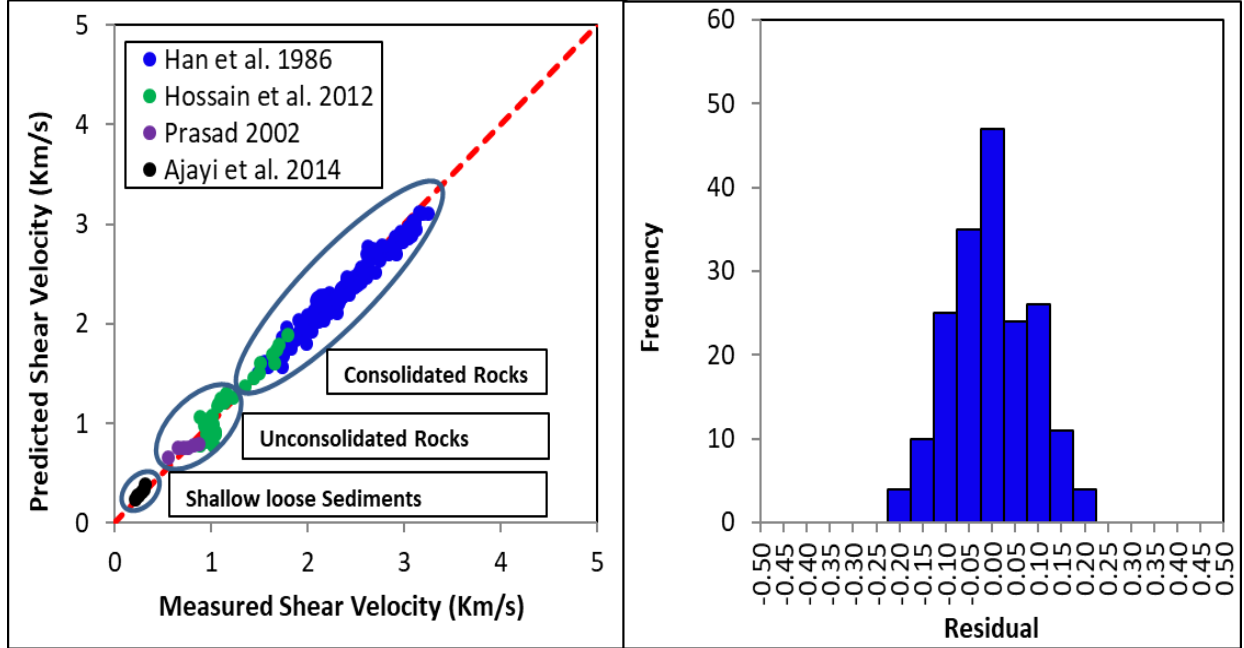 5
4
3
2
1
0
Predicted Shear Velocity (Km/s)
Han et al. 1986
Hossain et al. 2012
Prasad 2002
Ajayi et al. 2014
Consolidated Rocks
Unconsolidated Rocks
Shallow loose Sediments
0 1 2 3 4 5
Measured Shear Velocity (Km/s)
60
50
40
30
20
10
0
Frequency
-0.50 -0.45 -0.40 -0.35 -0.30 -0.25 -0.20 -0.15 -0.10 -0.05 0.00 0.05 0.10 0.15 0.20 0.25 0.30 0.35 0.40 0.45 0.50
Residual